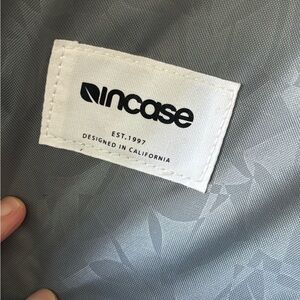 incase
EST.1997
DESIGNED IN CALIFORNIA